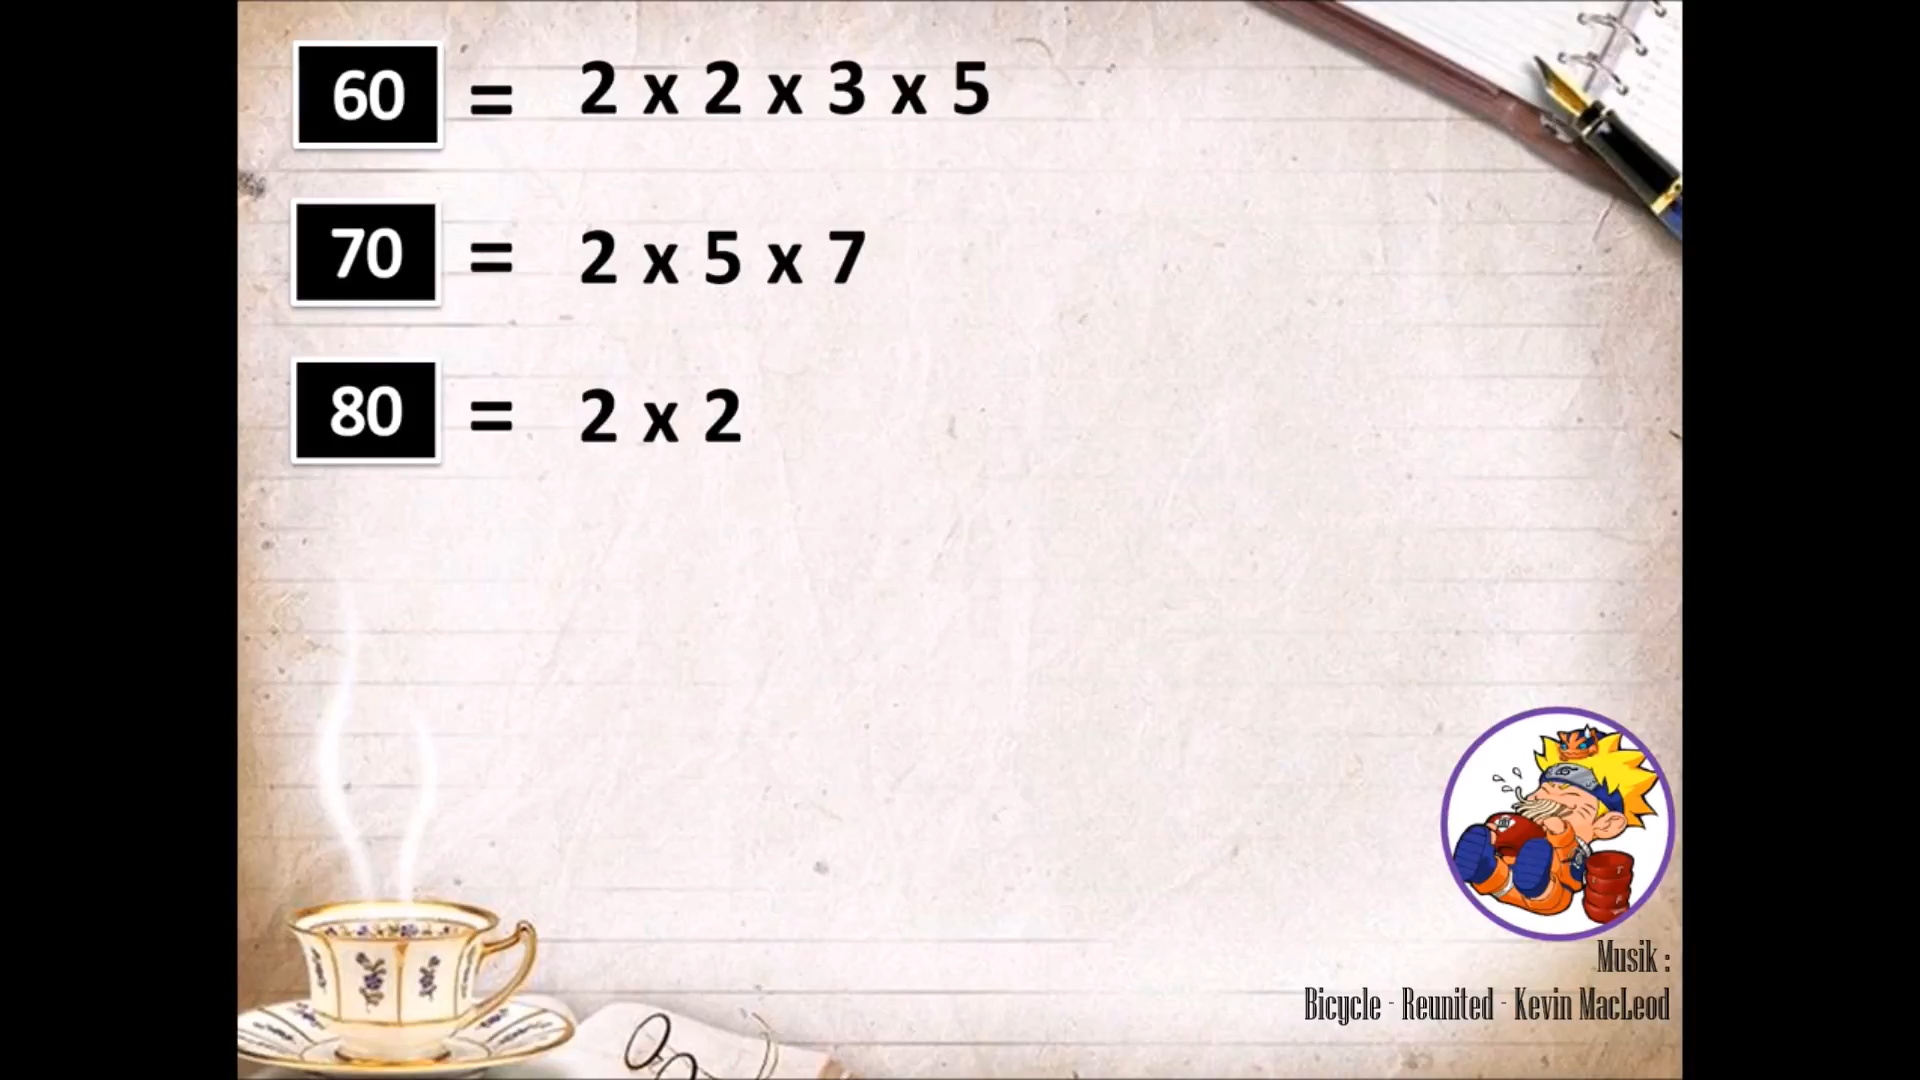 60 = 2 x 2 x 3 x 5
70 = 2 x 5 x 7
80 = 2 x 2
Musik :
Bicycle - Reunited - Kevin MacLeod